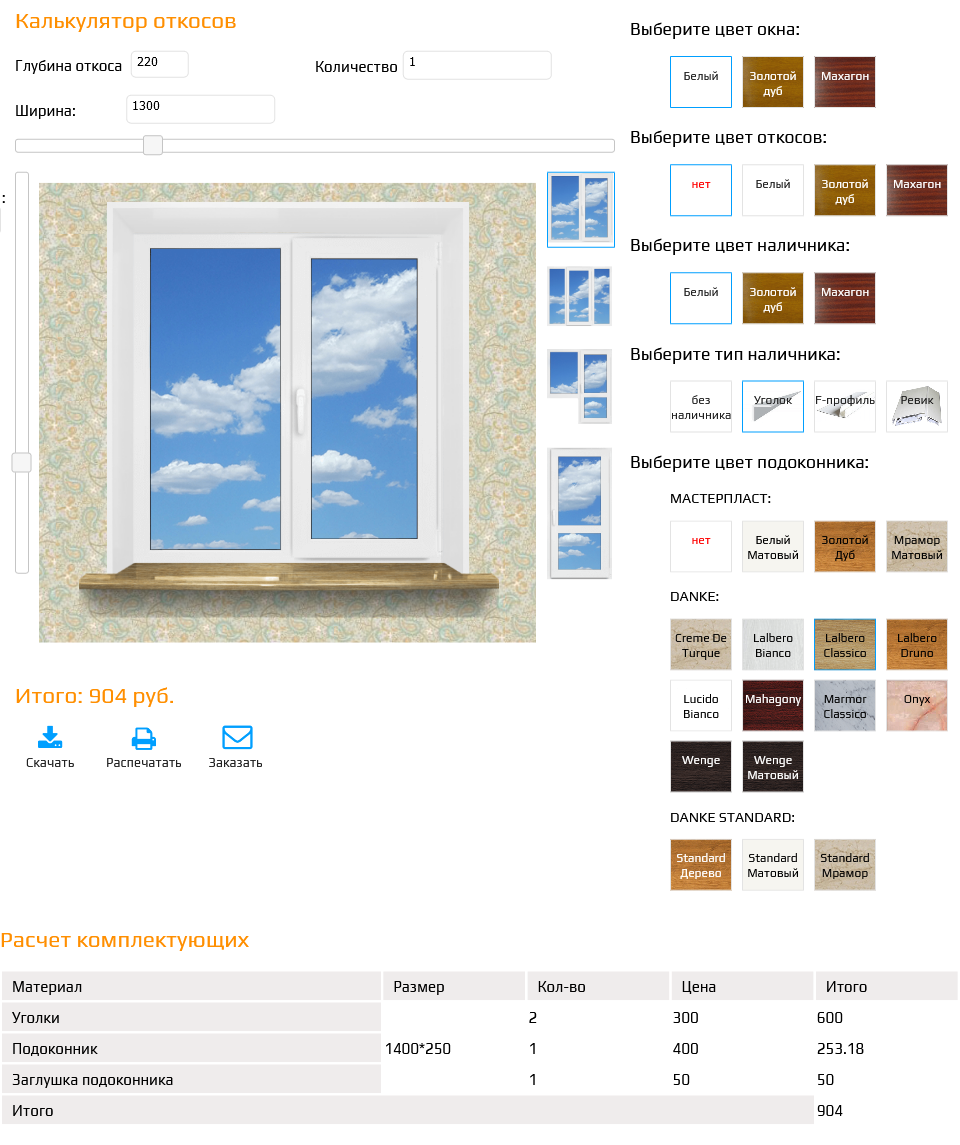 Калькулятор откосов
Глубина откоса 220 Количество 1
Ширина: 1300
:
Итого: 904 руб.
Скачать Распечатать Заказать
Выберите цвет окна:
Белый Золотой дуб Махагон
Выберите цвет откосов:
нет Белый Золотой дуб Махагон
Выберите цвет наличника:
Белый Золотой дуб Махагон
Выберите тип наличника:
без наличника Уголок F-профиль Ревик
Выберите цвет подоконника:
МАСТЕРПЛАСТ:
нет Белый Матовый Золотой Дуб Мрамор Матовый
DANKE:
Creme De Turque Lalbero Bianco Lalbero Classico Lalbero Druno
Lucido Bianco Mahagony Marmor Classico Onyx
Wenge Wenge Матовый
DANKE STANDARD:
Standard Дерево Standard Матовый Standard Мрамор
Расчет комплектующих
Материал Размер Кол-во Цена Итого
Уголки 2 300 600
Подоконник 1400*250 1 400 253.18
Заглушка подоконника 1 50 50
Итого 904